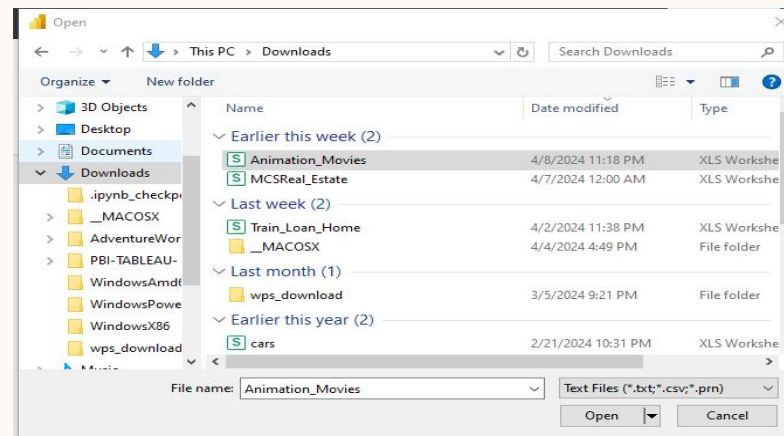 Open
This PC > Downloads
Search Downloads
Organize
New folder
3D Objects
Desktop
Documents
Downloads
.ipynb_checkp
__MACOSX
AdventureWor
PBI-TABLEAU-
WindowsAmd6
WindowsPowe
WindowsX86
wps_download
Name Date modified Type
Earlier this week (2)
Animation_Movies 4/8/2024 11:18 PM XLS Workshe
MCSReal_Estate 4/7/2024 12:00 AM XLS Workshe
Last week (2)
Train_Loan_Home 4/2/2024 11:38 PM XLS Workshe
__MACOSX 4/4/2024 4:49 PM File folder
Last month (1)
wps_download 3/5/2024 9:21 PM File folder
Earlier this year (2)
cars 2/21/2024 10:31 PM XLS Workshe
File name: Animation_Movies
Text Files (*.txt;*.csv;*.prn)
Open
Cancel